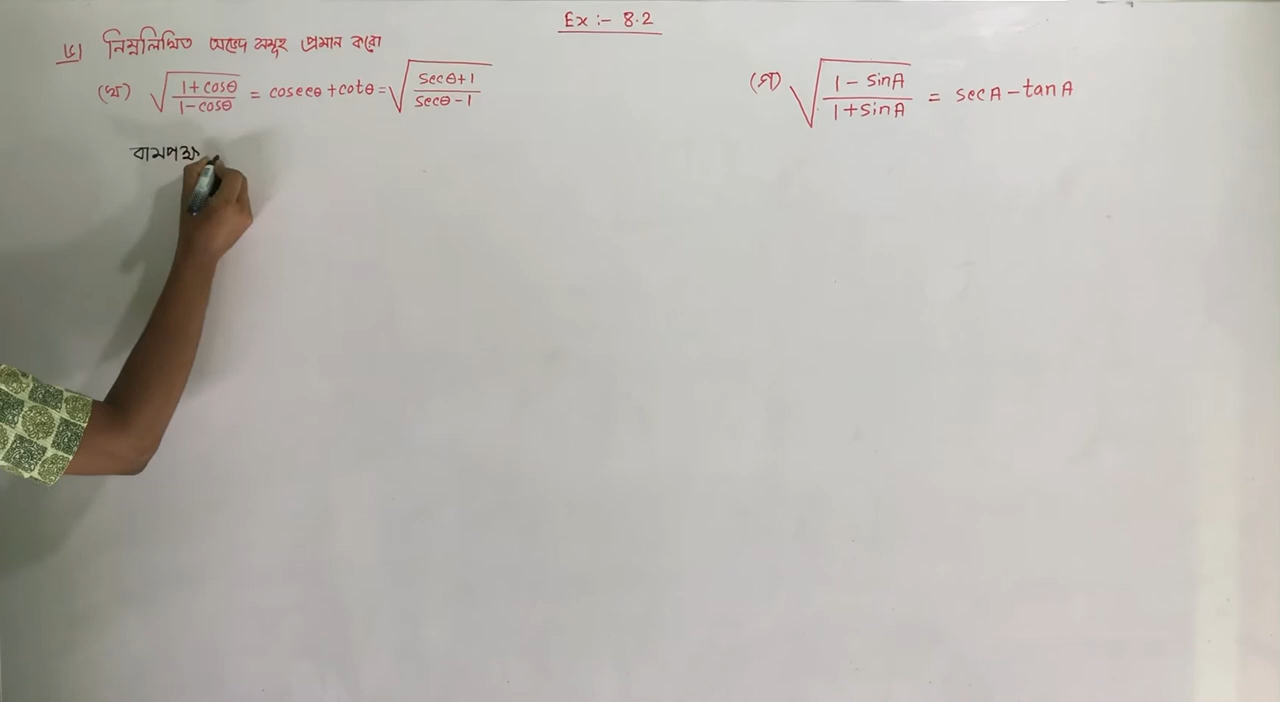 Ex :- 8.2
৬। নিম্নলিখিত অভেদ সমূহ প্রমান করো
(খ) √((1+cosθ)/(1-cosθ)) = cosecθ+cotθ = √((secθ+1)/(secθ-1))
(গ) √((1-sinA)/(1+sinA)) = secA-tanA
বামপক্ষ